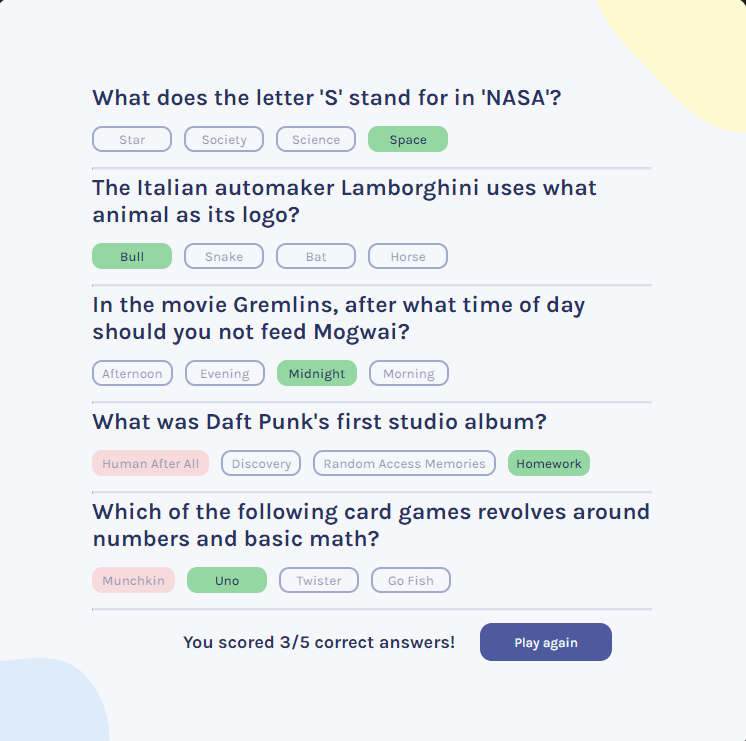 What does the letter 'S' stand for in 'NASA'?
Star Society Science Space
The Italian automaker Lamborghini uses what
animal as its logo?
Bull Snake Bat Horse
In the movie Gremlins, after what time of day
should you not feed Mogwai?
Afternoon Evening Midnight Morning
What was Daft Punk's first studio album?
Human After All Discovery Random Access Memories Homework
Which of the following card games revolves around
numbers and basic math?
Munchkin Uno Twister Go Fish
You scored 3/5 correct answers! Play again